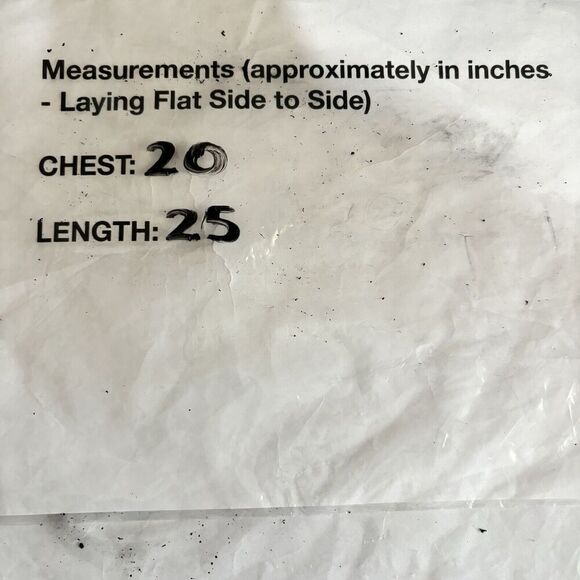 Measurements (approximately in inches
- Laying Flat Side to Side)
CHEST: 20
LENGTH: 25